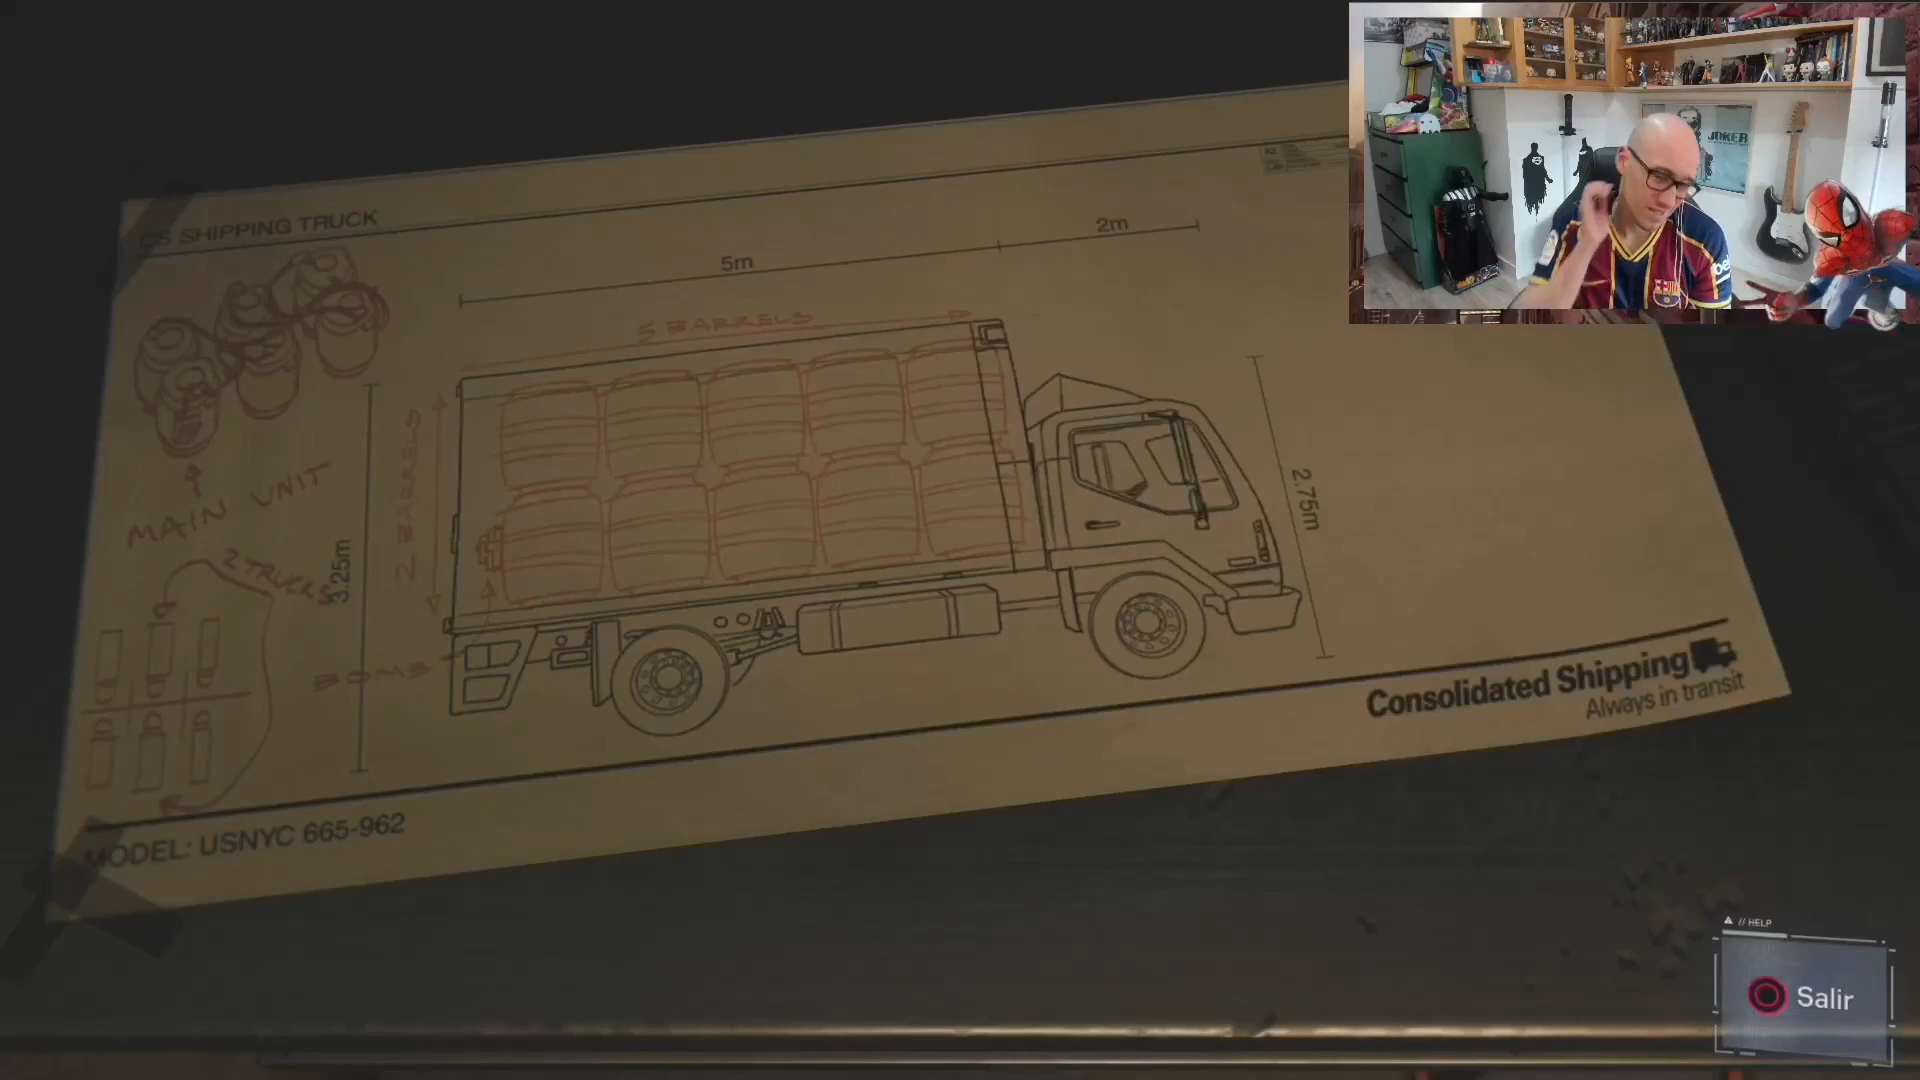 SHIPPING TRUCK
5m
2m
5 BARRELS
2 BARRELS
MAIN UNIT
2 TRUCKS
3.25m
2.75m
BOMB
Consolidated Shipping
Always in transit
MODEL: USNYC 665-962
JOKER
// HELP
Salir